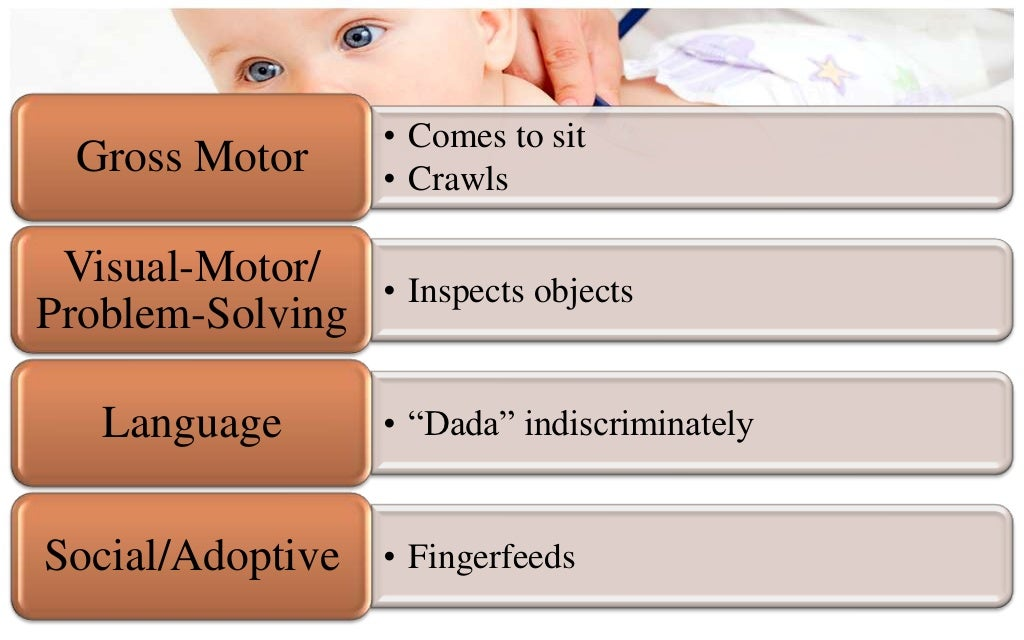 Gross Motor
• Comes to sit
• Crawls
Visual-Motor/
Problem-Solving
• Inspects objects
Language
• “Dada” indiscriminately
Social/Adoptive
• Fingerfeeds